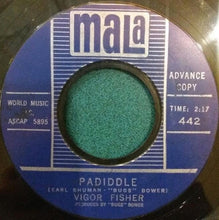 mala
WORLD MUSIC
ASCAP 5895
ADVANCE
COPY
TIME: 2:17
442
PADIDDLE
(EARL SHUMAN - "BUGS" BOWER)
VIGOR FISHER
PRODUCED BY "BUGS" BOWER